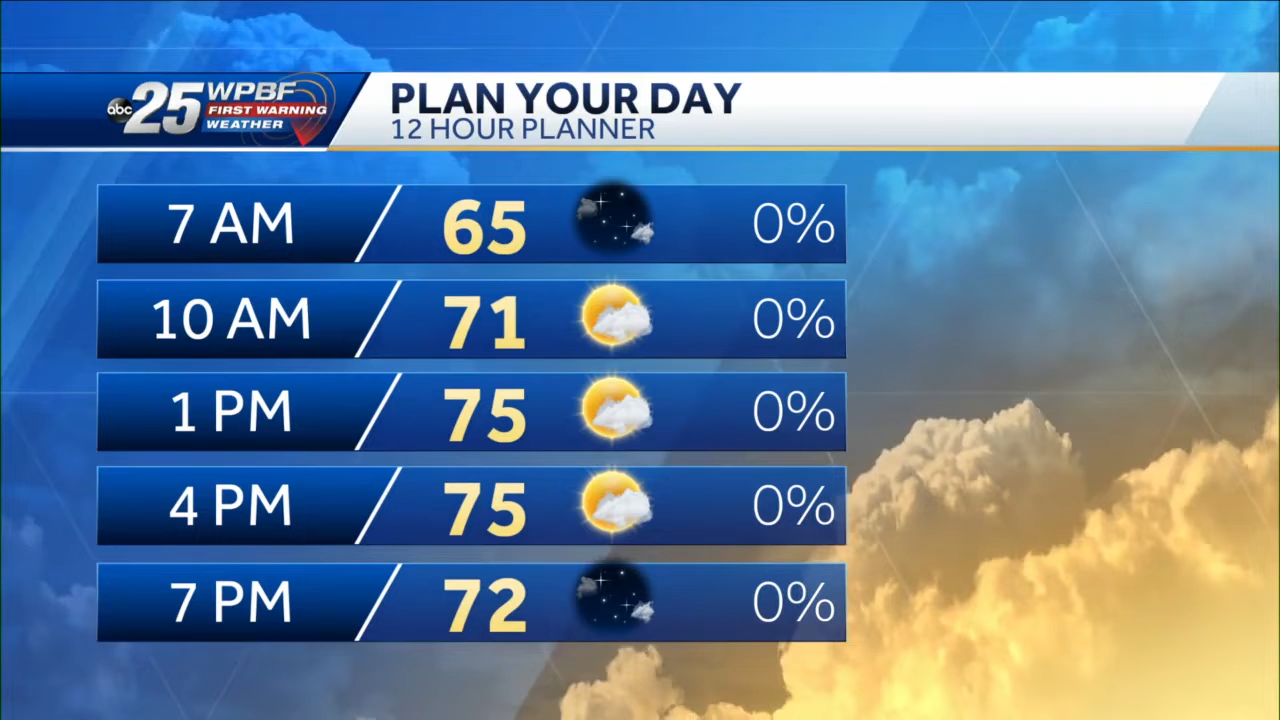 abc 25 WPBF
FIRST WARNING
WEATHER
PLAN YOUR DAY
12 HOUR PLANNER
7 AM 65 0%
10 AM 71 0%
1 PM 75 0%
4 PM 75 0%
7 PM 72 0%